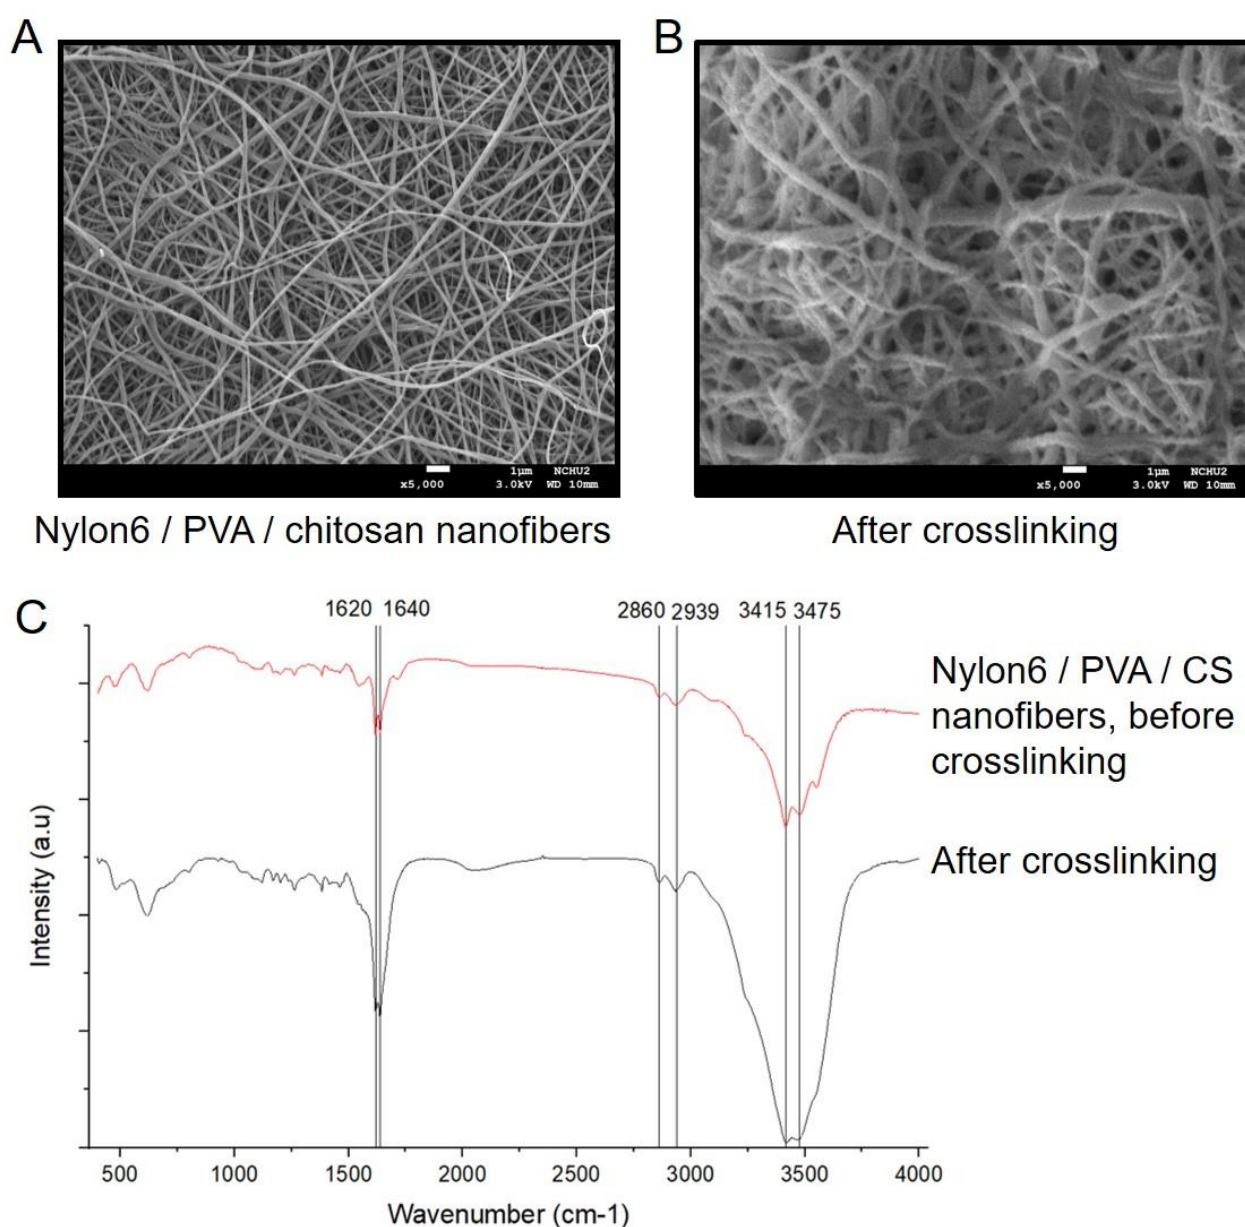 A
B
1μm NCHU2
x5,000 3.0kV WD 10mm
1μm NCHU2
x5,000 3.0kV WD 10mm
Nylon6 / PVA / chitosan nanofibers
After crosslinking
C
1620 1640 2860 2939 3415 3475
Nylon6 / PVA / CS
nanofibers, before
crosslinking
After crosslinking
Intensity (a.u)
500 1000 1500 2000 2500 3000 3500 4000
Wavenumber (cm-1)